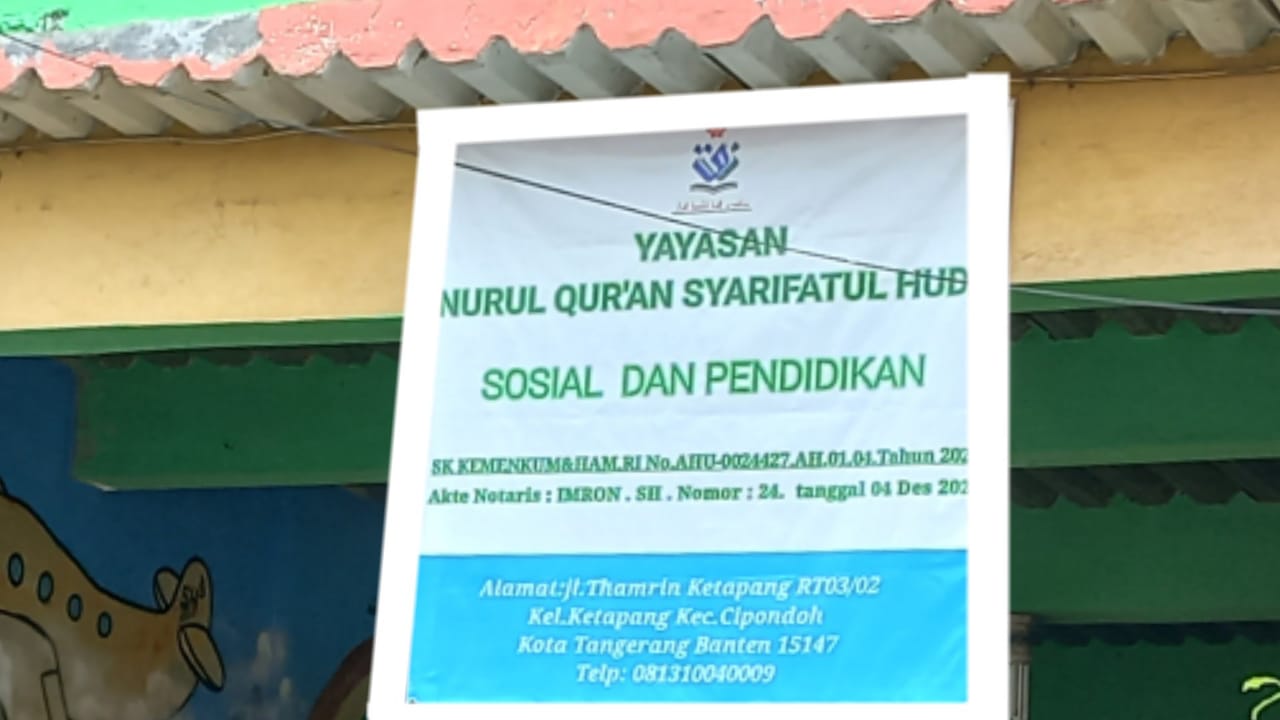 YAYASAN
NURUL QUR'AN SYARIFATUL HUD
SOSIAL DAN PENDIDIKAN
SK KEMENKUM&HAM.RI No.AHU-0024427.AH.01.04.Tahun 202
Akte Notaris : IMRON . SH . Nomor : 24. tanggal 04 Des 202
Alamat:jl.Thamrin Ketapang RT03/02
Kel.Ketapang Kec.Cipondoh
Kota Tangerang Banten 15147
Telp: 081310040009